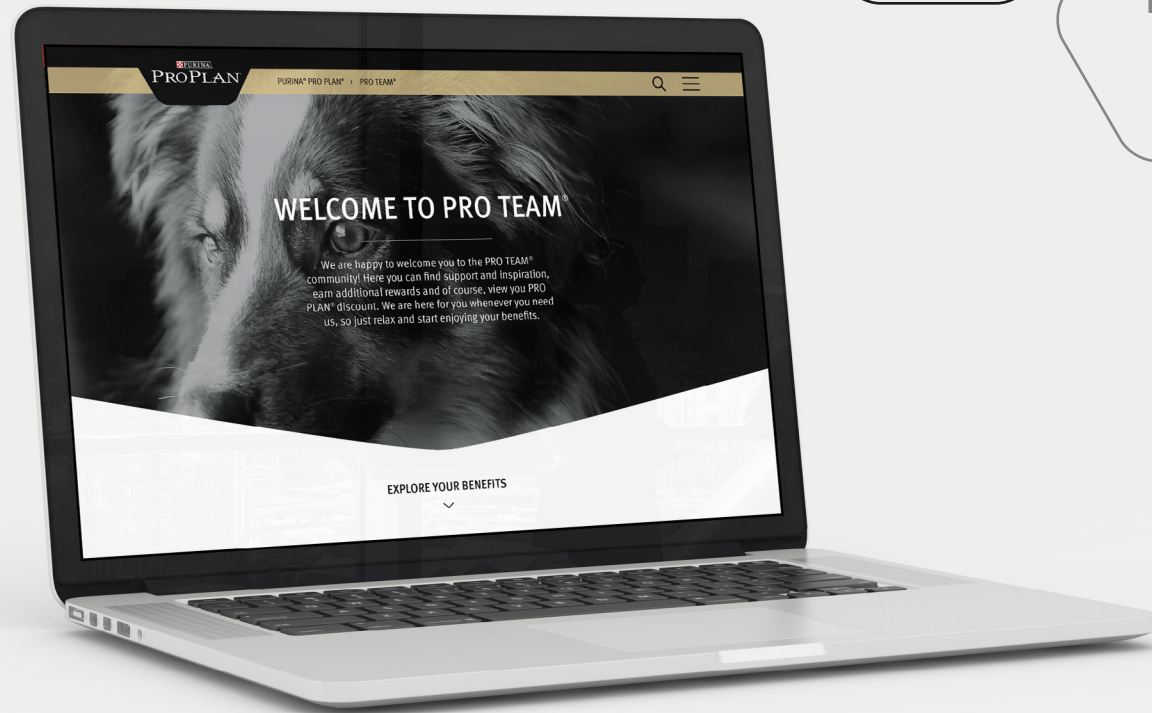 PURINA
PRO PLAN
PURINA® PRO PLAN® › PRO TEAM®
WELCOME TO PRO TEAM®
We are happy to welcome you to the PRO TEAM®
community! Here you can find support and inspiration,
earn additional rewards and of course, view you PRO
PLAN® discount. We are here for you whenever you need
us, so just relax and start enjoying your benefits.
EXPLORE YOUR BENEFITS